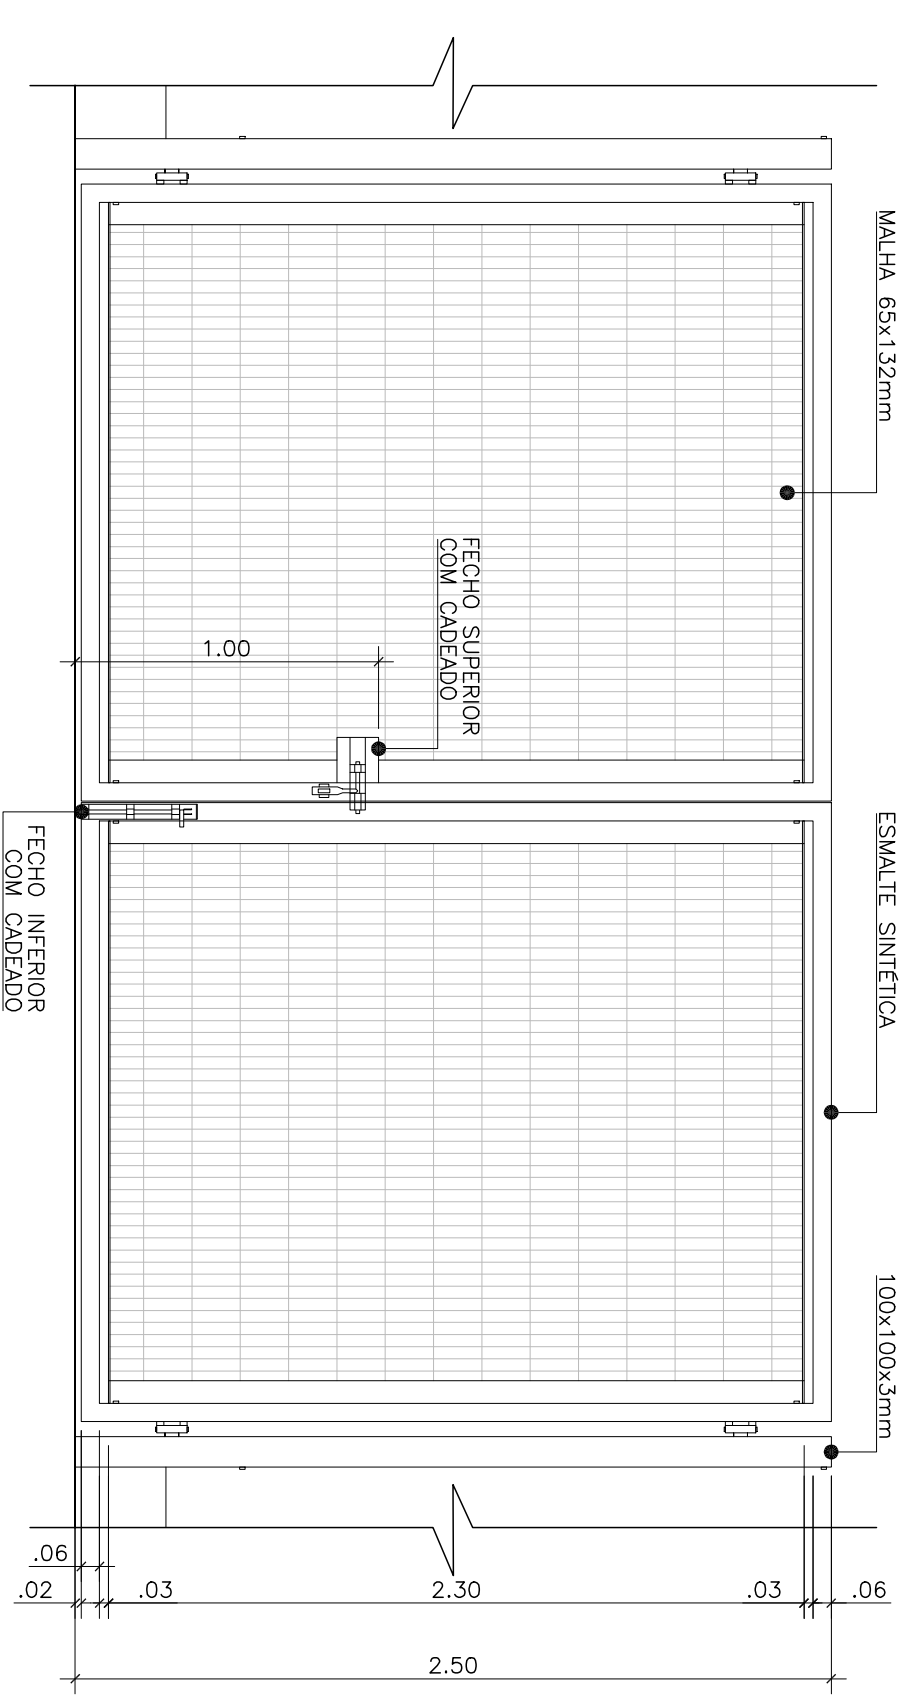 MALHA 65x132mm
ESMALTE SINTÉTICA
100x100x3mm
FECHO SUPERIOR
COM CADEADO
1.00
FECHO INFERIOR
COM CADEADO
.06
.02
.03
2.30
.03
.06
2.50